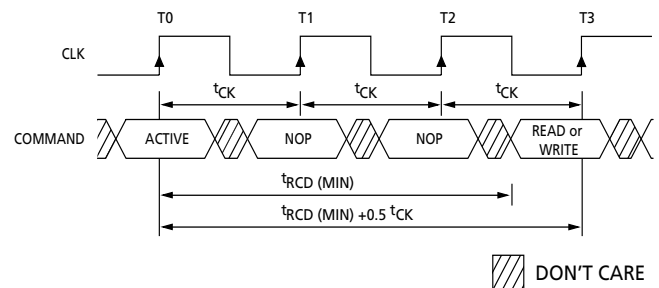 T0 T1 T2 T3
CLK
tCK tCK tCK
COMMAND ACTIVE NOP NOP READ or
WRITE
tRCD (MIN)
tRCD (MIN) +0.5 tCK
DON'T CARE